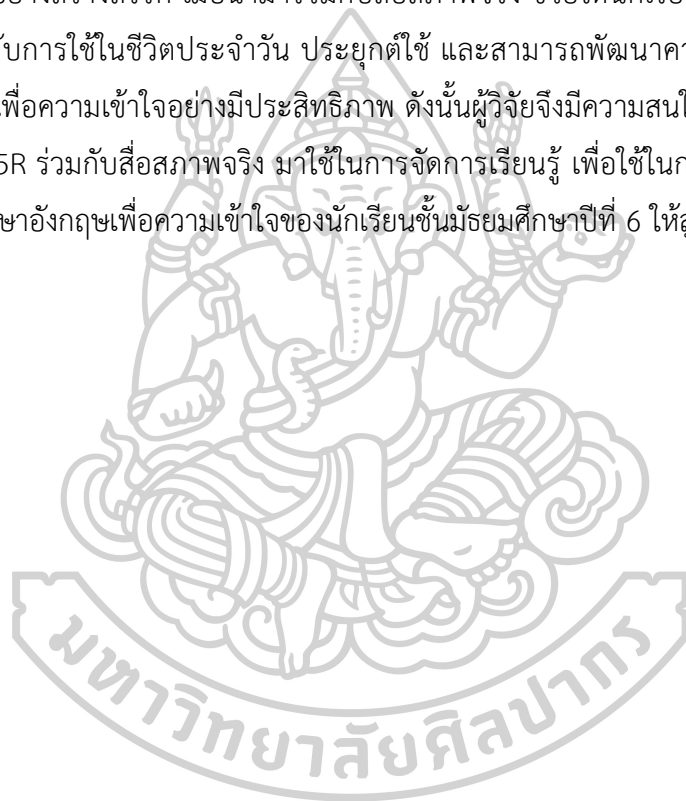 ับการใช้ในชีวิตประจำวัน ประยุกต์ใช้ และสามารถพัฒนาคา
พื่อความเข้าใจอย่างมีประสิทธิภาพ ดังนั้นผู้วิจัยจึงมีความสนใ
5R ร่วมกับสื่อสภาพจริง มาใช้ในการจัดการเรียนรู้ เพื่อใช้ในก
ษาอังกฤษเพื่อความเข้าใจของนักเรียนชั้นมัธยมศึกษาปีที่ 6 ให้สู
มหาวิทยาลัยศิลปากร